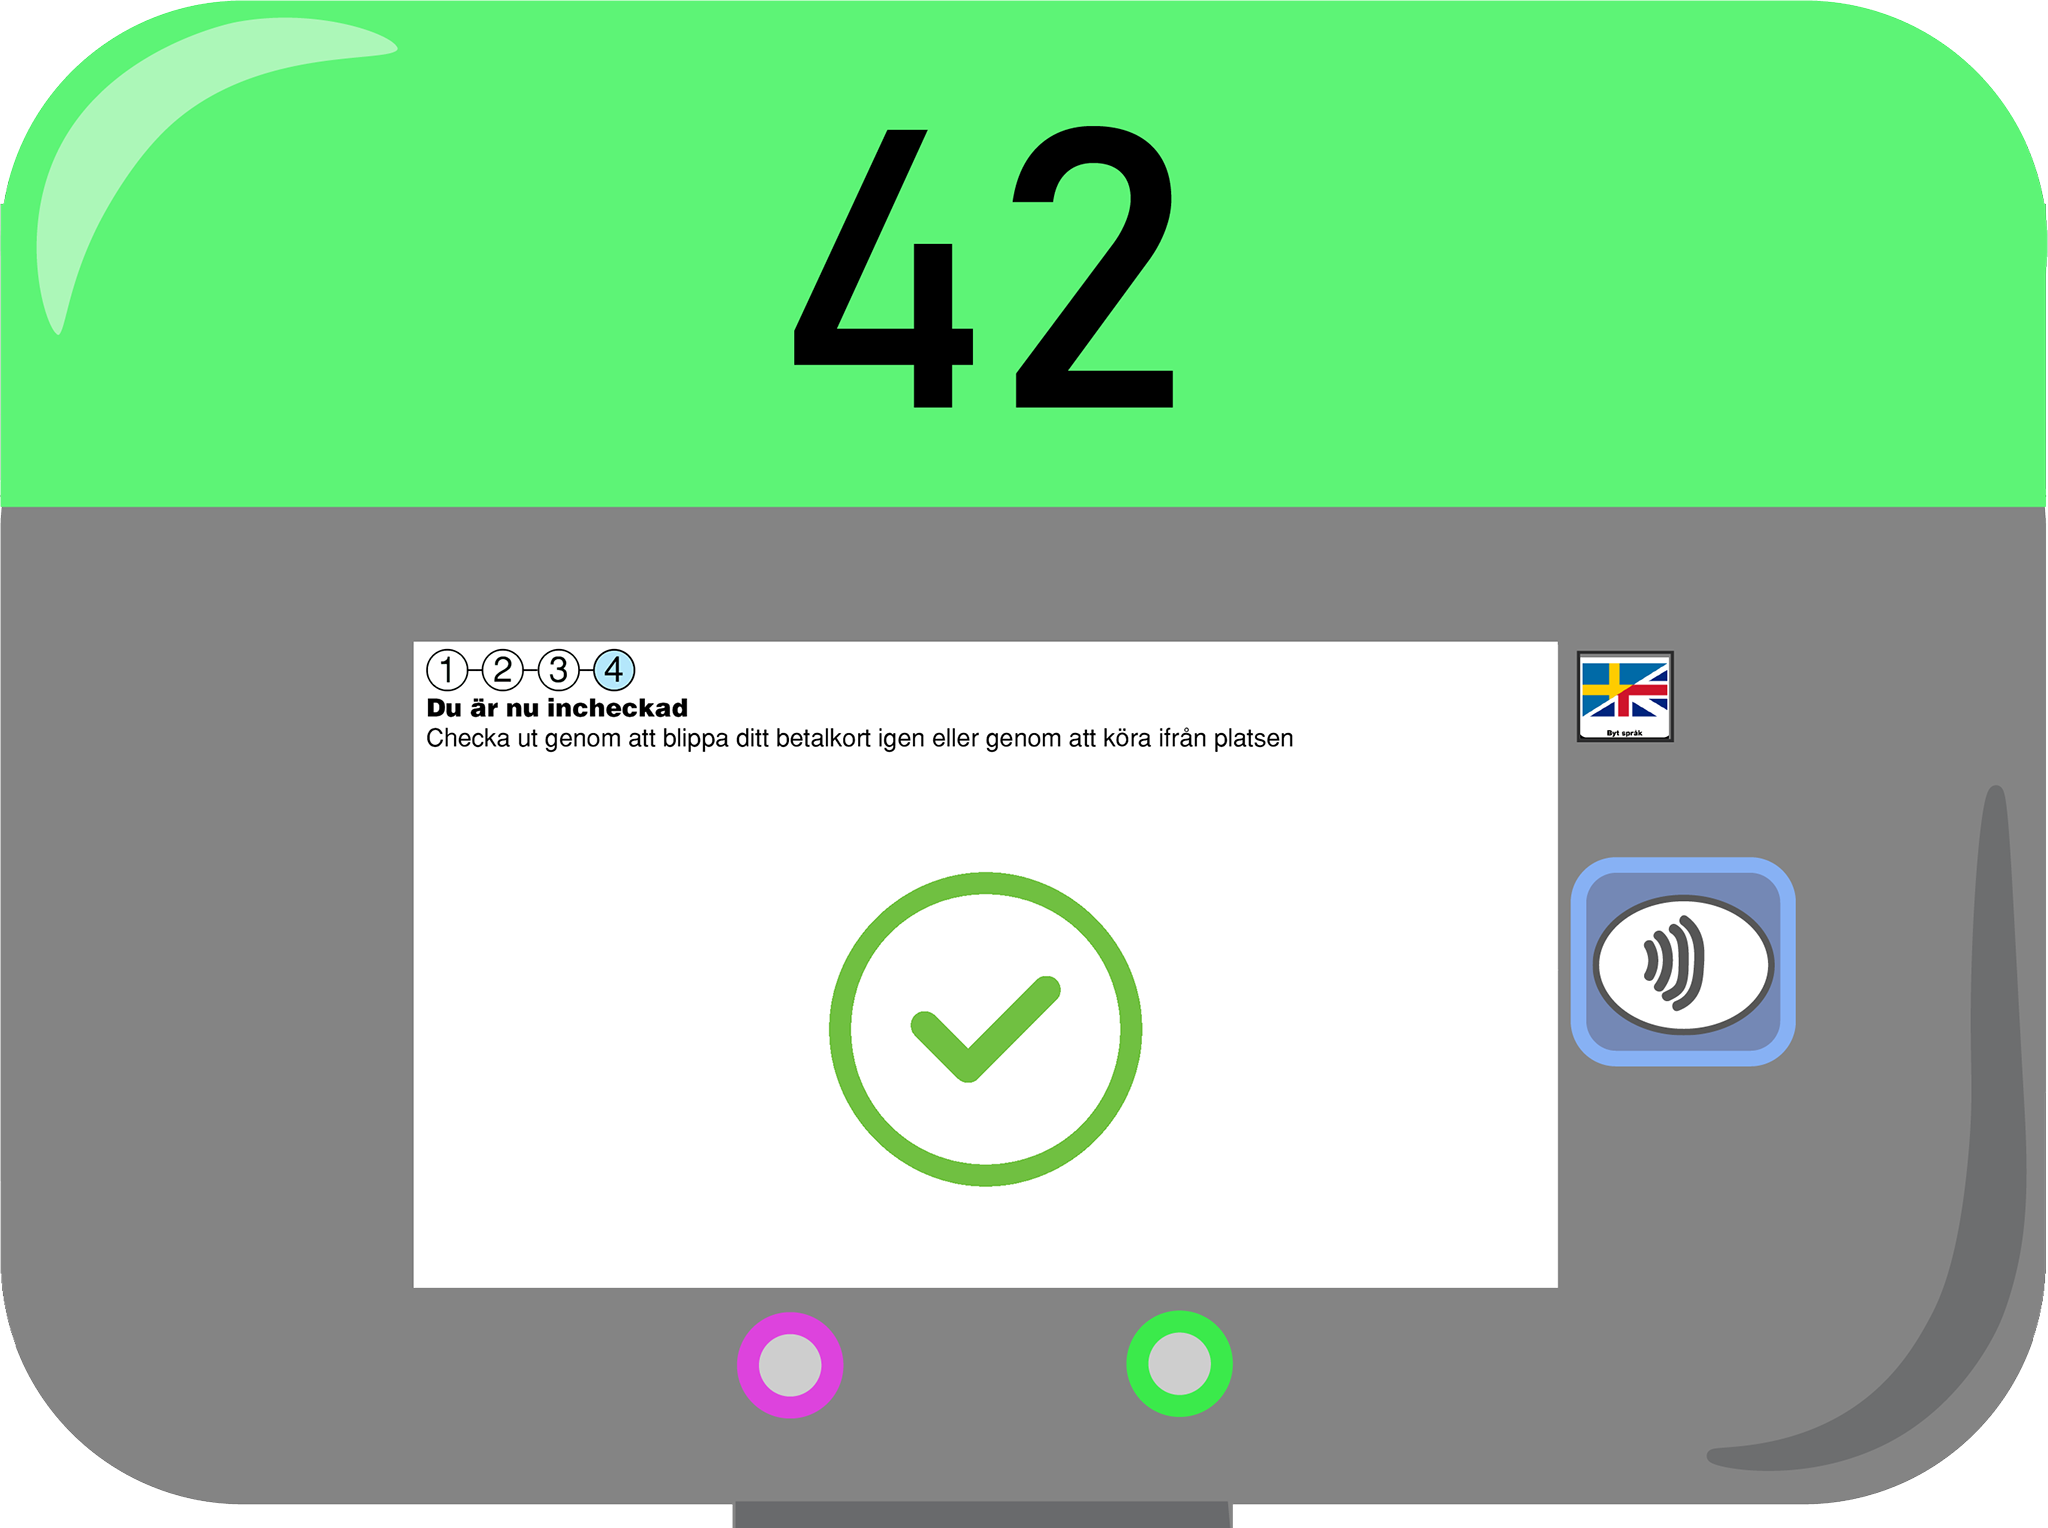 42
1 2 3 4
Du är nu incheckad
Checka ut genom att blippa ditt betalkort igen eller genom att köra ifrån platsen
Byt språk